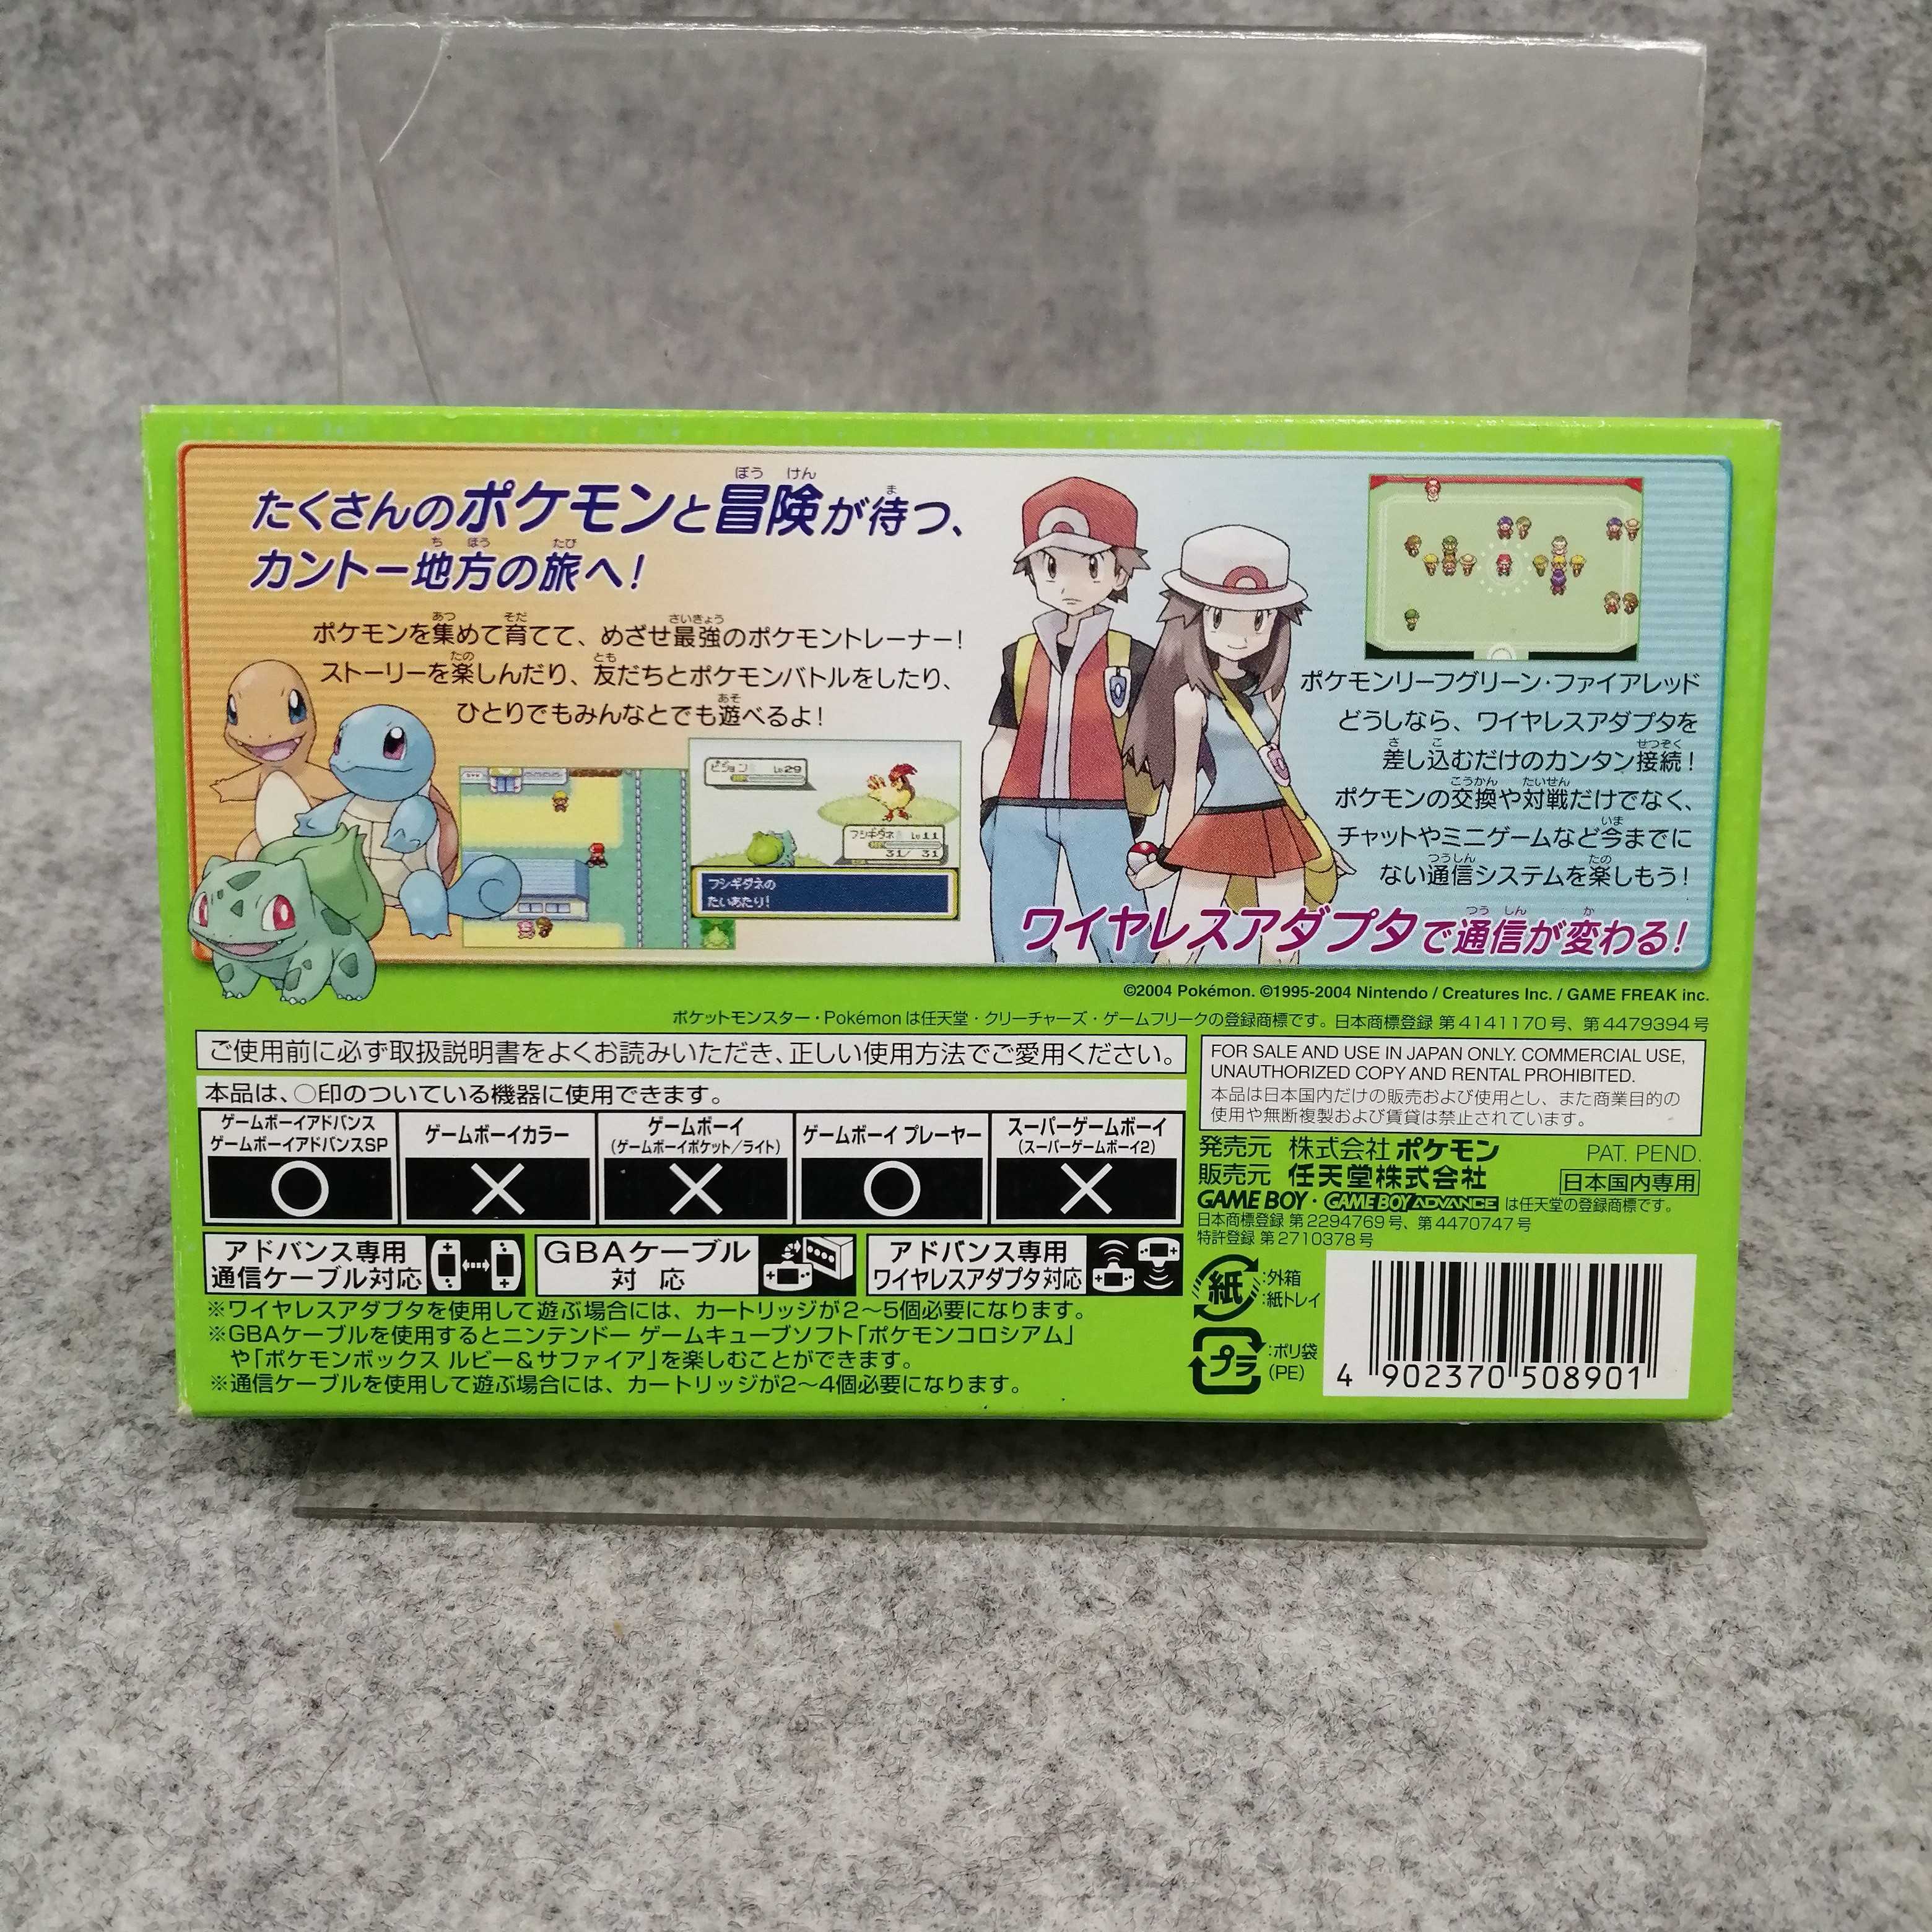 たくさんのポケモンと冒険が待つ、
カントー地方の旅へ!
ポケモンを集めて育てて、めざせ最強のポケモントレーナー!
ストーリーを楽しんだり、友だちとポケモンバトルをしたり、
ひとりでもみんなとでも遊べるよ!
ピジョン Lv29
フシギダネ Lv11
31/ 31
フシギダネの
たいあたり!
ポケモンリーフグリーン・ファイアレッド
どうしなら、ワイヤレスアダプタを
差し込むだけのカンタン接続!
ポケモンの交換や対戦だけでなく、
チャットやミニゲームなど今までに
ない通信システムを楽しもう!
ワイヤレスアダプタで通信が変わる!
©2004 Pokémon. ©1995-2004 Nintendo / Creatures Inc. / GAME FREAK inc.
ポケットモンスター・Pokémonは任天堂・クリーチャーズ・ゲームフリークの登録商標です。日本商標登録 第4141170号、第4479394号
ご使用前に必ず取扱説明書をよくお読みいただき、正しい使用方法でご愛用ください。
本品は、○印のついている機器に使用できます。
ゲームボーイアドバンス
ゲームボーイアドバンスSP
○
ゲームボーイカラー
×
ゲームボーイ
(ゲームボーイポケット/ライト)
×
ゲームボーイ プレーヤー
○
スーパーゲームボーイ
(スーパーゲームボーイ2)
×
アドバンス専用
通信ケーブル対応
GBAケーブル
対 応
アドバンス専用
ワイヤレスアダプタ対応
※ワイヤレスアダプタを使用して遊ぶ場合には、カートリッジが2~5個必要になります。
※GBAケーブルを使用するとニンテンドー ゲームキューブソフト「ポケモンコロシアム」
や「ポケモンボックス ルビー&サファイア」を楽しむことができます。
※通信ケーブルを使用して遊ぶ場合には、カートリッジが2~4個必要になります。
FOR SALE AND USE IN JAPAN ONLY. COMMERCIAL USE,
UNAUTHORIZED COPY AND RENTAL PROHIBITED.
本品は日本国内だけの販売および使用とし、また商業目的の
使用や無断複製および賃貸は禁止されています。
発売元 株式会社ポケモン PAT. PEND.
販売元 任天堂株式会社 日本国内専用
GAME BOY・GAME BOY ADVANCE は任天堂の登録商標です。
日本商標登録 第2294769号、第4470747号
特許登録 第2710378号
紙 :外箱
:紙トレイ
プラ :ポリ袋
(PE)
4 902370 508901